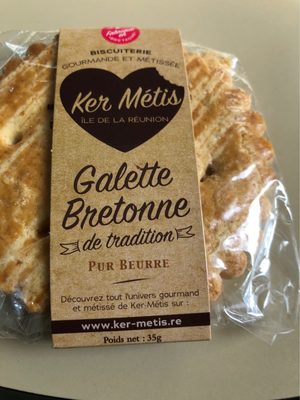 BISCUITERIE
GOURMANDE ET MÉTISSÉE
Ker Métis
ÎLE DE LA RÉUNION
Galette
Bretonne
de tradition
PUR BEURRE
Découvrez tout l'univers gourmand
et métissé de Ker-Métis sur :
www.ker-metis.re
Poids net : 35g